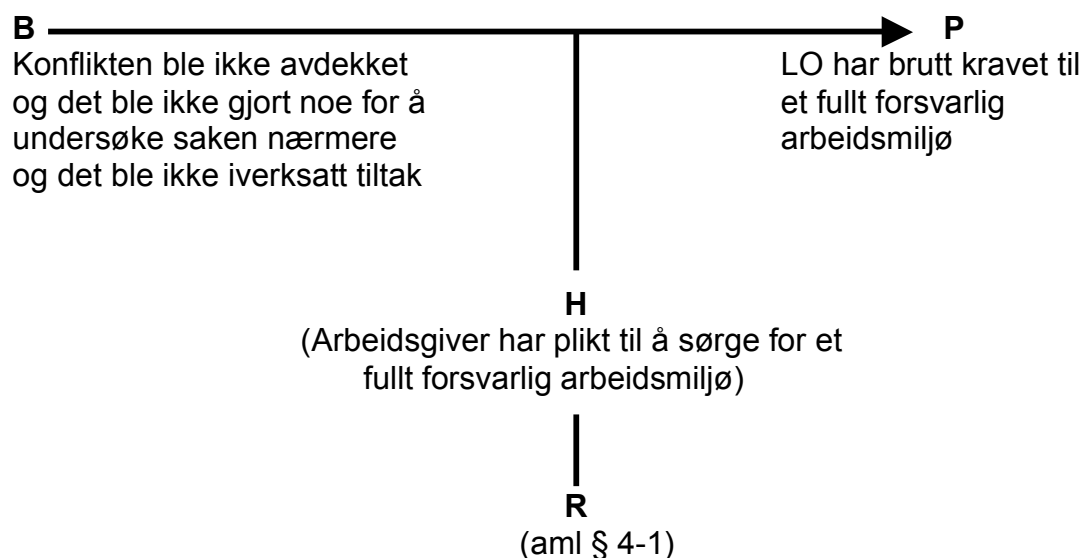 B
P
Konflikten ble ikke avdekket
og det ble ikke gjort noe for å
undersøke saken nærmere
og det ble ikke iverksatt tiltak
LO har brutt kravet til
et fullt forsvarlig
arbeidsmiljø
H
(Arbeidsgiver har plikt til å sørge for et
fullt forsvarlig arbeidsmiljø)
R
(aml § 4-1)